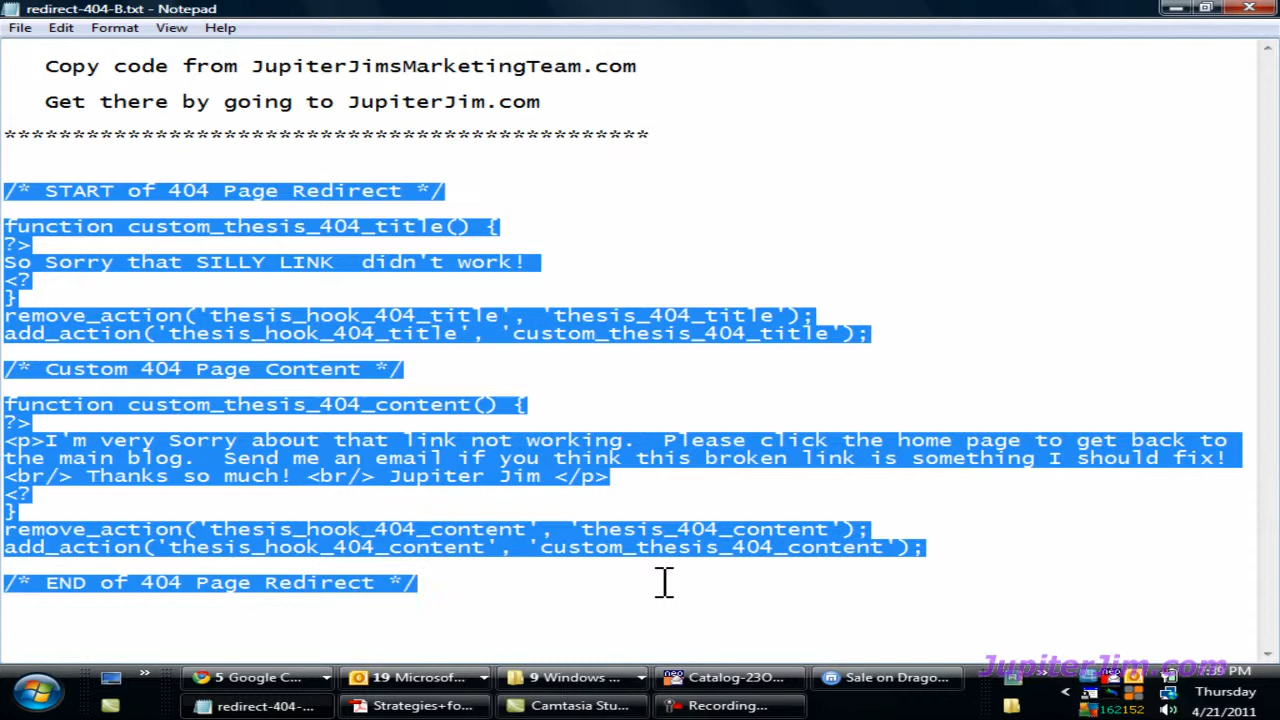 redirect-404-B.txt - Notepad
File Edit Format View Help
Copy code from JupiterJimsMarketingTeam.com
Get there by going to JupiterJim.com
***********************************************
/* START of 404 Page Redirect */
function custom_thesis_404_title() {
?>
So Sorry that SILLY LINK  didn't work!
<?
}
remove_action('thesis_hook_404_title', 'thesis_404_title');
add_action('thesis_hook_404_title', 'custom_thesis_404_title');
/* Custom 404 Page Content */
function custom_thesis_404_content() {
?>
<p>I'm very Sorry about that link not working.  Please click the home page to get back to
the main blog.  Send me an email if you think this broken link is something I should fix!
<br/> Thanks so much! <br/> Jupiter Jim </p>
<?
}
remove_action('thesis_hook_404_content', 'thesis_404_content');
add_action('thesis_hook_404_content', 'custom_thesis_404_content');
/* END of 404 Page Redirect */
JupiterJim.com
» 5 Google C... 19 Microsof... 9 Windows ... Catalog-23O... Sale on Drago... » :39 PM
Thursday
redirect-404-... Strategies+fo... Camtasia Stu... Recording... 162152 4/21/2011